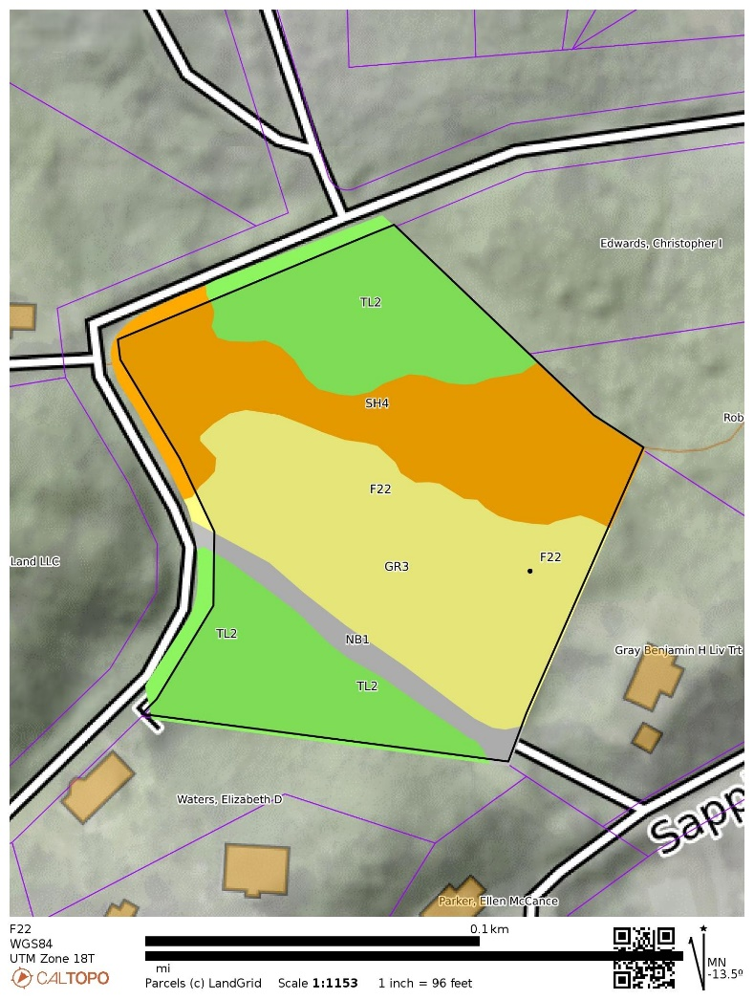 Edwards, Christopher I
TL2
SH4
Rob
F22
F22
GR3
Land LLC
TL2
NB1
Gray Benjamin H Liv Trt
TL2
Waters, Elizabeth D
Sapp
Parker, Ellen McCance
F22
WGS84
UTM Zone 18T
CALTOPO
0.1km
mi
Parcels (c) LandGrid Scale 1:1153 1 inch = 96 feet
MN
-13.5º